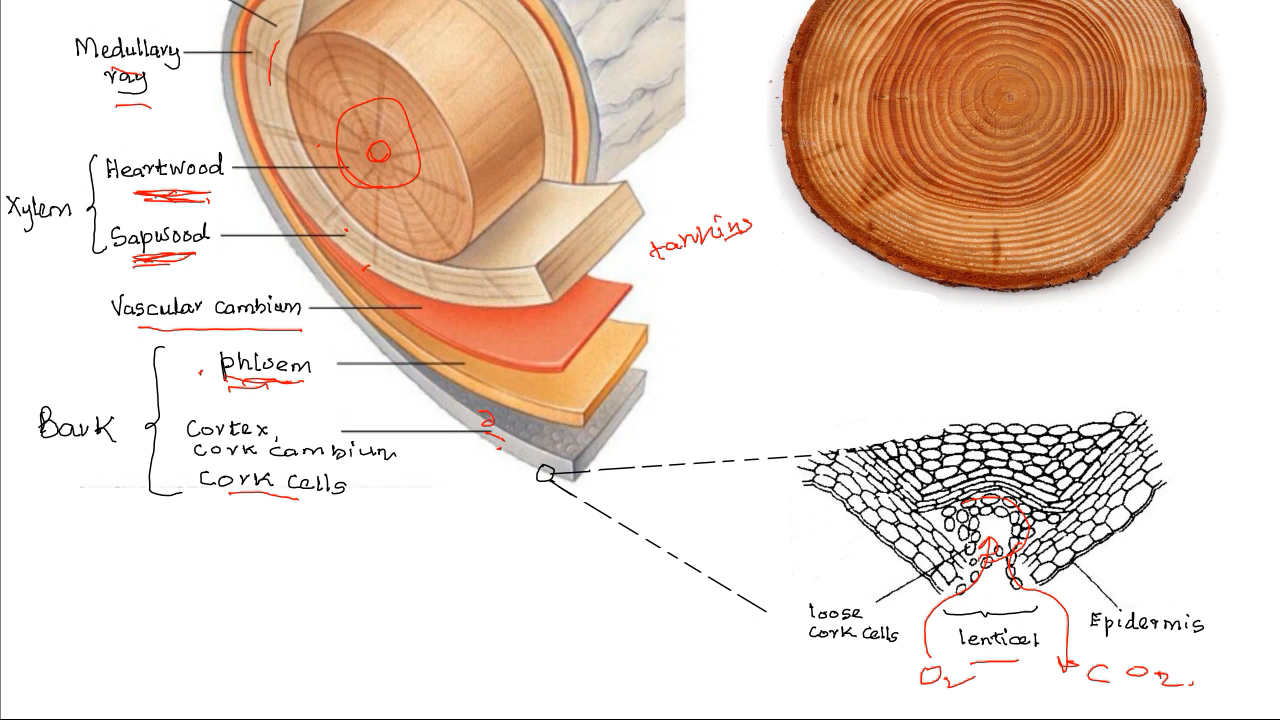 Medullary
ray
Xylem
Heartwood
Sapwood
tannins
Vascular cambium
Bark
phloem
Cortex,
Cork cambium
Cork cells
loose
cork cells
lenticel
Epidermis
O2
CO2.